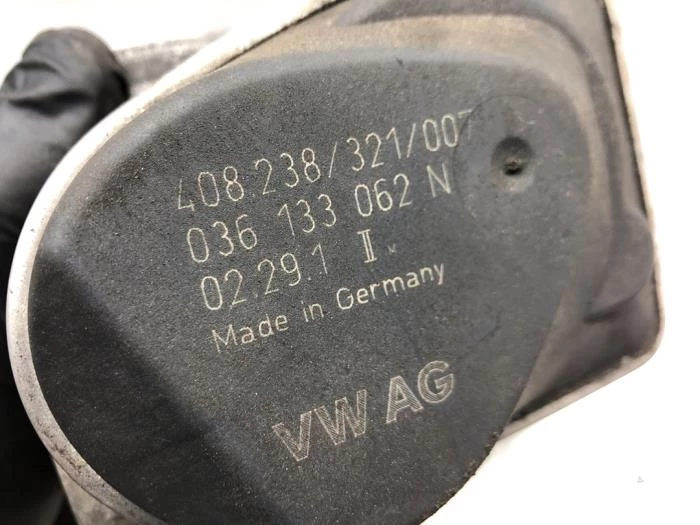 408 238/321/007
036 133 062 N
02.29.1 II
Made in Germany
VW AG